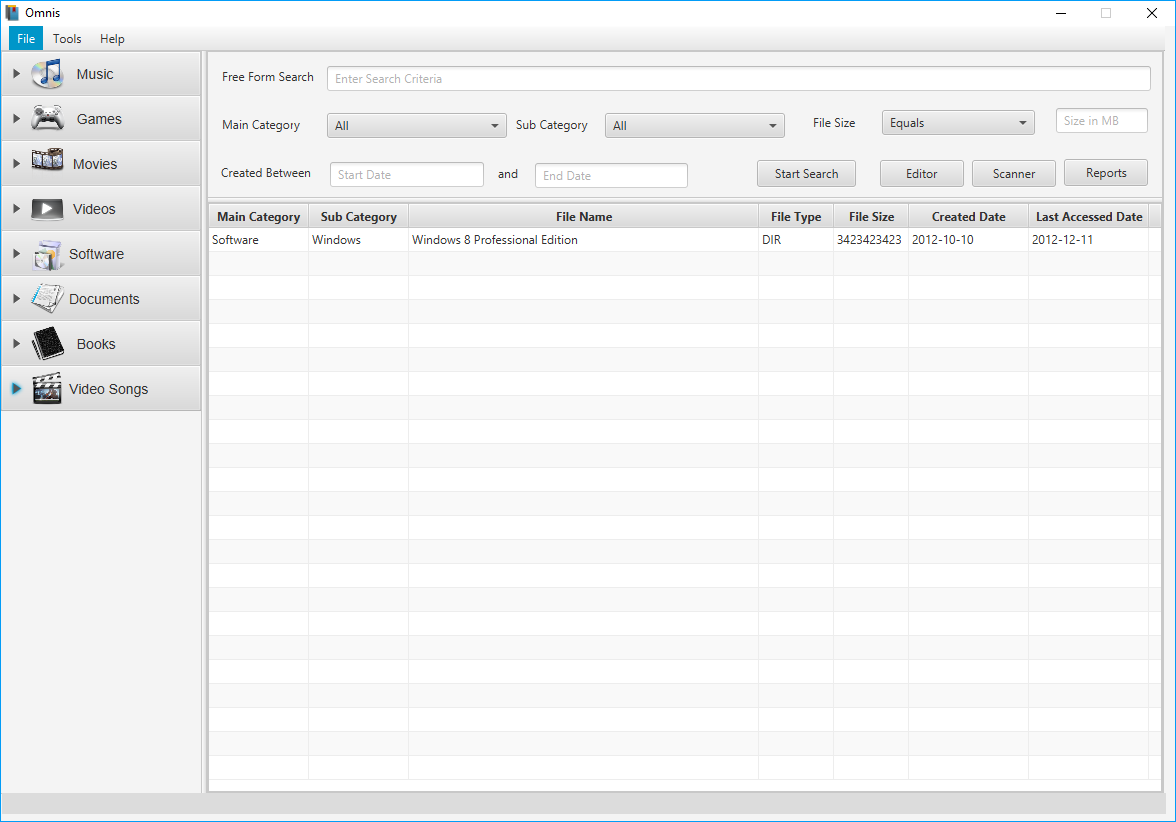 Omnis
File Tools Help
Music
Games
Movies
Videos
Software
Documents
Books
Video Songs
Free Form Search Enter Search Criteria
Main Category All Sub Category All File Size Equals Size in MB
Created Between Start Date and End Date Start Search Editor Scanner Reports
Main Category Sub Category File Name File Type File Size Created Date Last Accessed Date
Software Windows Windows 8 Professional Edition DIR 3423423423 2012-10-10 2012-12-11